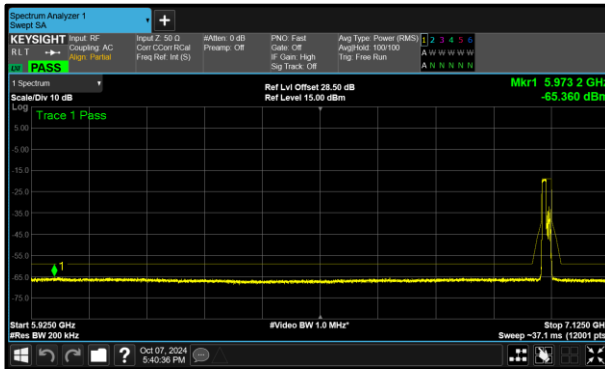 Spectrum Analyzer 1
Swept SA
KEYSIGHT
RLT
LXI PASS
Input: RF
Coupling: AC
Align: Partial
Input Z: 50 Ω
Corr CCorr RCal
Freq Ref: Int (S)
#Atten: 0 dB
Preamp: Off
PNO: Fast
Gate: Off
IF Gain: High
Sig Track: Off
Avg Type: Power (RMS)
Avg|Hold: 100/100
Trig: Free Run
1 2 3 4 5 6
A W W W W W
A N N N N N
1 Spectrum
Scale/Div 10 dB
Ref Lvl Offset 28.50 dB
Ref Level 15.00 dBm
Mkr1 5.973 2 GHz
-65.360 dBm
Log
Trace 1 Pass
5.00
-5.00
-15.0
-25.0
-35.0
-45.0
-55.0
-65.0
-75.0
1
Start 5.9250 GHz
#Res BW 200 kHz
#Video BW 1.0 MHz*
Stop 7.1250 GHz
Sweep ~37.1 ms (12001 pts)
?
Oct 07, 2024
5:40:36 PM